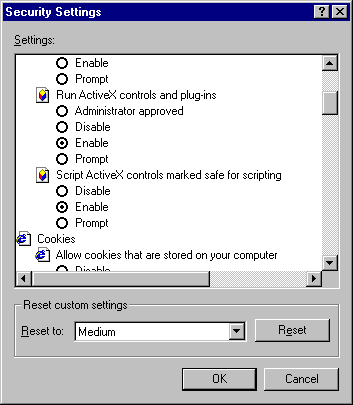 Security Settings
Settings:
Enable
Prompt
Run ActiveX controls and plug-ins
Administrator approved
Disable
Enable
Prompt
Script ActiveX controls marked safe for scripting
Disable
Enable
Prompt
Cookies
Allow cookies that are stored on your computer
Disable
Reset custom settings
Reset to:
Medium
Reset
OK
Cancel